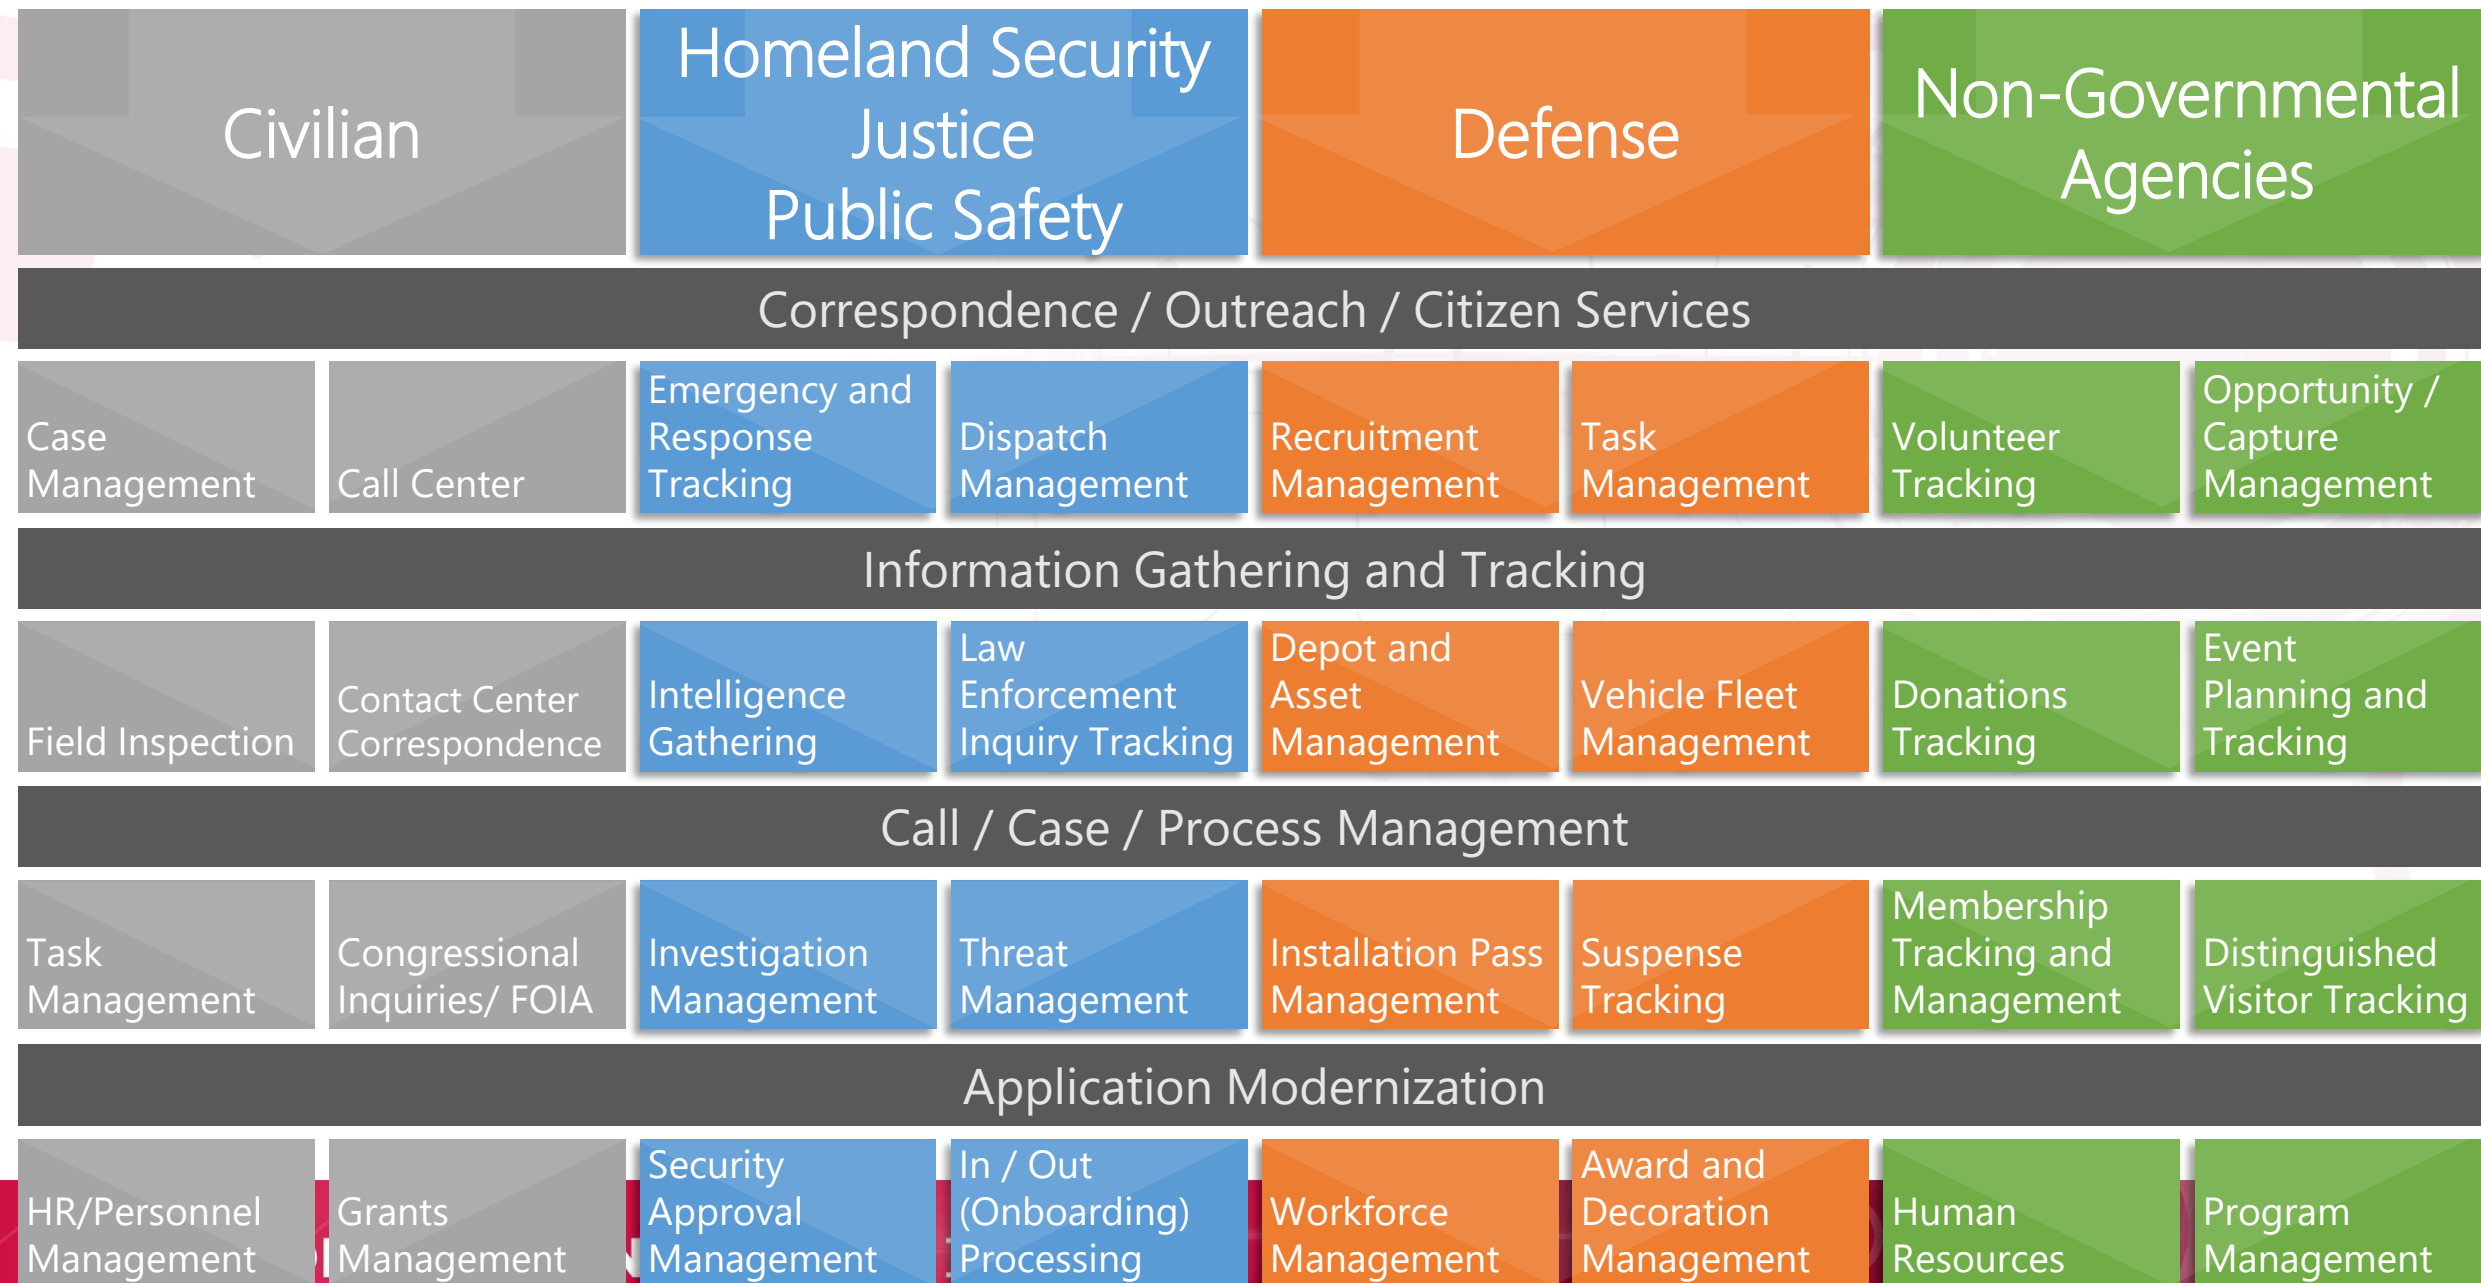 Civilian
Homeland Security
Justice
Public Safety
Defense
Non-Governmental
Agencies
Correspondence / Outreach / Citizen Services
Case
Management
Call Center
Emergency and
Response
Tracking
Dispatch
Management
Recruitment
Management
Task
Management
Volunteer
Tracking
Opportunity /
Capture
Management
Information Gathering and Tracking
Field Inspection
Contact Center
Correspondence
Intelligence
Gathering
Law
Enforcement
Inquiry Tracking
Depot and
Asset
Management
Vehicle Fleet
Management
Donations
Tracking
Event
Planning and
Tracking
Call / Case / Process Management
Task
Management
Congressional
Inquiries/ FOIA
Investigation
Management
Threat
Management
Installation Pass
Management
Suspense
Tracking
Membership
Tracking and
Management
Distinguished
Visitor Tracking
Application Modernization
HR/Personnel
Management
Grants
Management
Security
Approval
Management
In / Out
(Onboarding)
Processing
Workforce
Management
Award and
Decoration
Management
Human
Resources
Program
Management